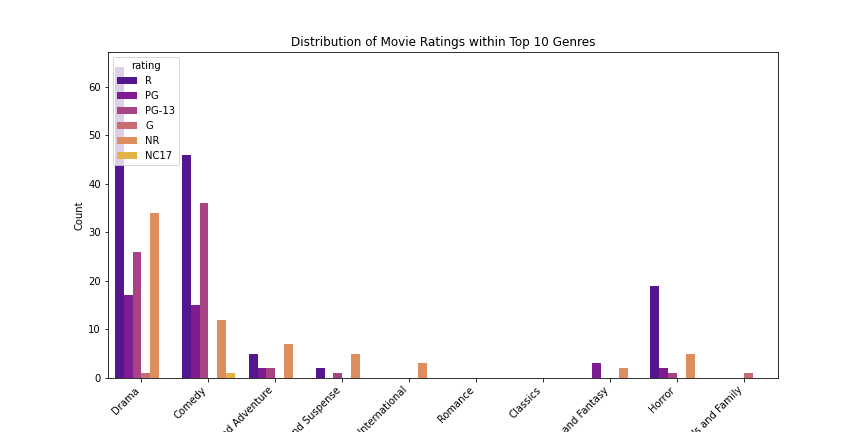 Distribution of Movie Ratings within Top 10 Genres
rating
R
PG
PG-13
G
NR
NC17
Count
60
50
40
30
20
10
0
Drama
Comedy
Adventure
and Suspense
International
Romance
Classics
and Fantasy
Horror
and Family